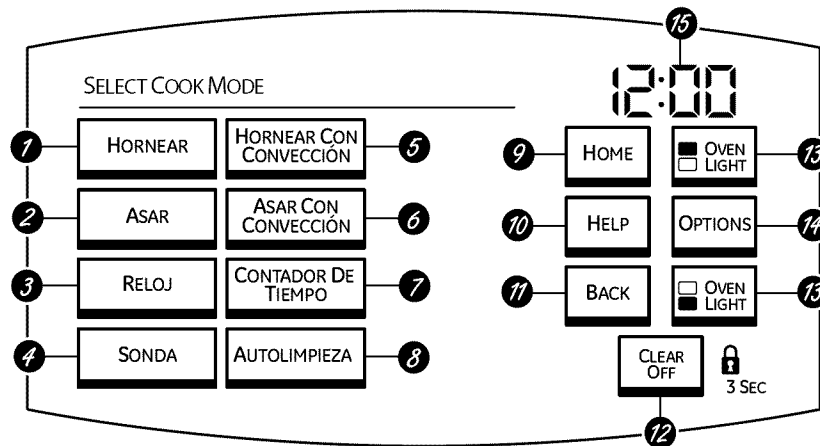 15
12:00
SELECT COOK MODE
1
HORNEAR
HORNEAR CON
CONVECCIÓN
5
9
HOME
OVEN
LIGHT
13
2
ASAR
ASAR CON
CONVECCIÓN
6
10
HELP
OPTIONS
14
3
RELOJ
CONTADOR DE
TIEMPO
7
11
BACK
OVEN
LIGHT
13
4
SONDA
AUTOLIMPIEZA
8
CLEAR
OFF
3 SEC
12